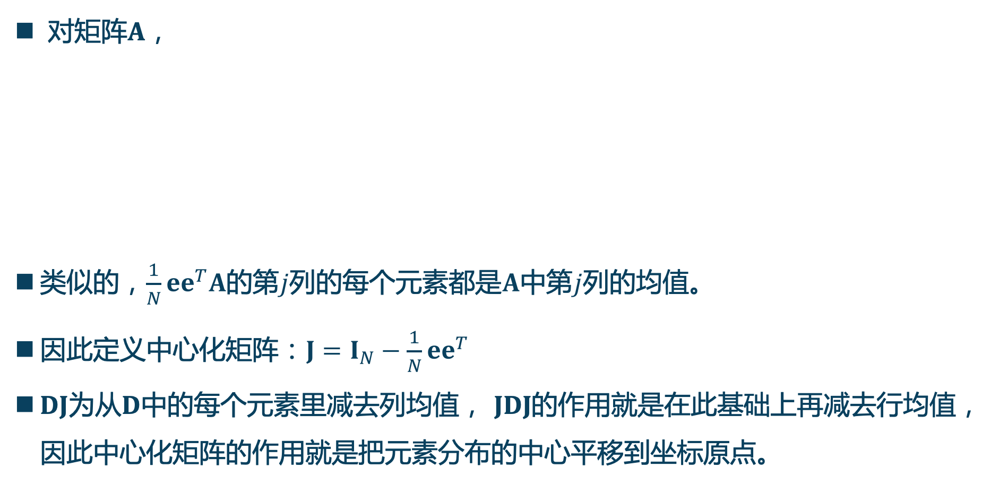 ■ 对矩阵A，
■ 类似的，$\frac{1}{N}\mathbf{ee}^T\mathbf{A}$的第$j$列的每个元素都是A中第$j$列的均值。
■ 因此定义中心化矩阵：$\mathbf{J} = \mathbf{I}_N - \frac{1}{N}\mathbf{ee}^T$
■ DJ为从D中的每个元素里减去列均值， JDJ的作用就是在此基础上再减去行均值，
因此中心化矩阵的作用就是把元素分布的中心平移到坐标原点。